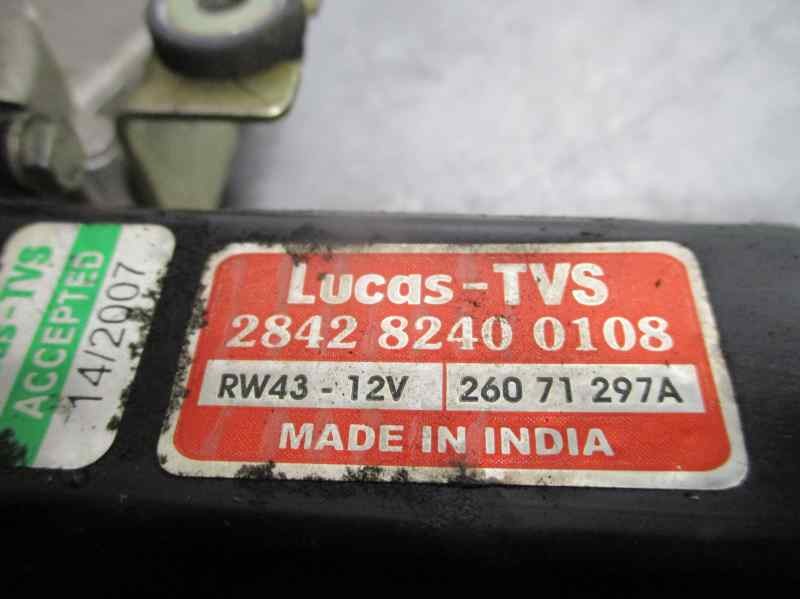 ACCEPTED
14/2007
Lucas-TVS
2842 8240 0108
RW43 - 12V
260 71 297A
MADE IN INDIA